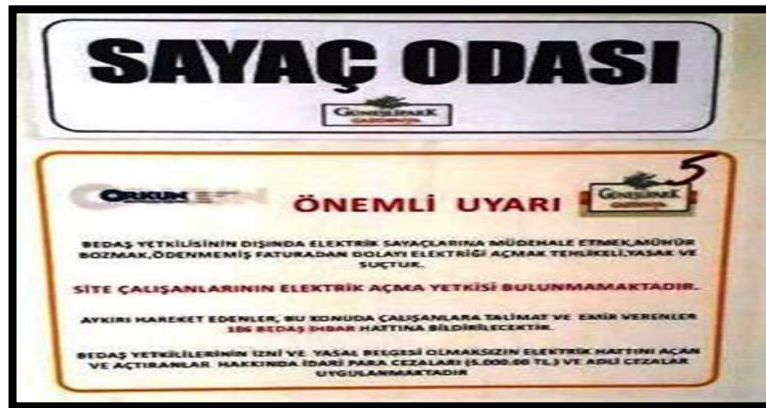 SAYAÇ ODASI
GÜNEŞLİPARK
5
ORKUN
ÖNEMLİ UYARI
GÜNEŞLİPARK
BEDAŞ YETKİLİSİNİN DIŞINDA ELEKTRİK SAYAÇLARINA MÜDEHALE ETMEK,MÜHÜR
BOZMAK,ÖDENMEMİŞ FATURADAN DOLAYI ELEKTRİĞİ AÇMAK TEHLİKELİ,YASAK VE
SUÇTUR.
SİTE ÇALIŞANLARININ ELEKTRİK AÇMA YETKİSİ BULUNMAMAKTADIR.
AYKIRI HAREKET EDENLER, BU KONUDA ÇALIŞANLARA TALİMAT VE EMİR VERENLER
186 BEDAŞ İHBAR HATTINA BİLDİRİLECEKTİR.
BEDAŞ YETKİLİLERİNİN İZNİ VE YASAL BELGESİ OLMAKSIZIN ELEKTRİK HATTINI AÇAN
VE AÇTIRANLAR HAKKINDA İDARİ PARA CEZALARI (5.000.00 TL) VE ADLİ CEZALAR
UYGULANMAKTADIR